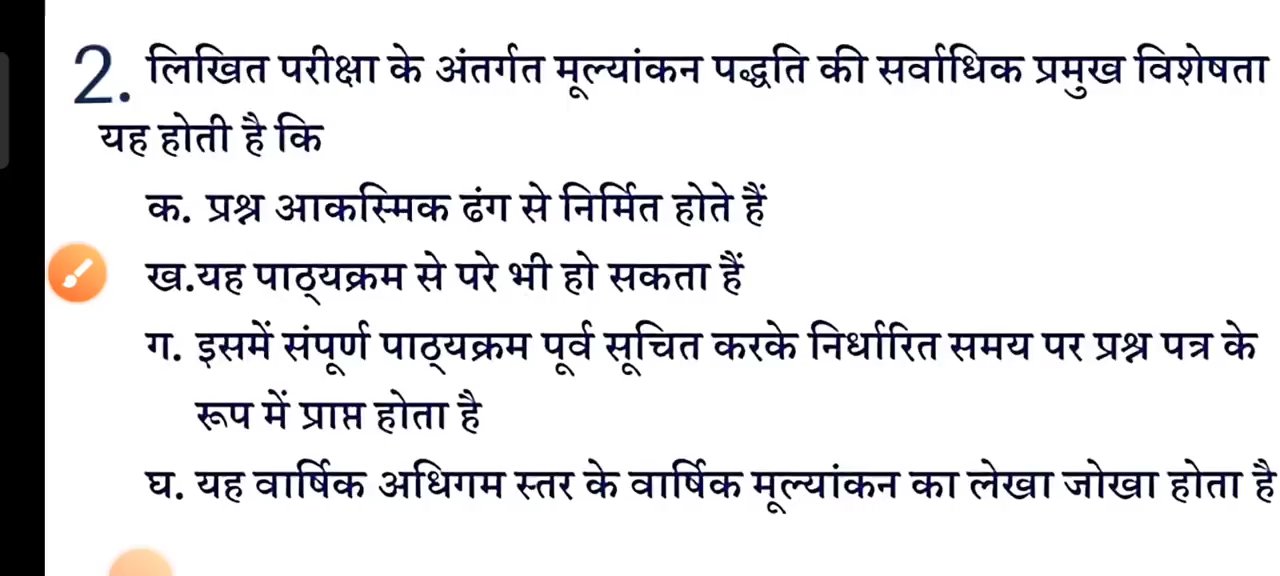 2. लिखित परीक्षा के अंतर्गत मूल्यांकन पद्धति की सर्वाधिक प्रमुख विशेषता
यह होती है कि
क. प्रश्न आकस्मिक ढंग से निर्मित होते हैं
ख.यह पाठ्यक्रम से परे भी हो सकता हैं
ग. इसमें संपूर्ण पाठ्यक्रम पूर्व सूचित करके निर्धारित समय पर प्रश्न पत्र के
रूप में प्राप्त होता है
घ. यह वार्षिक अधिगम स्तर के वार्षिक मूल्यांकन का लेखा जोखा होता है